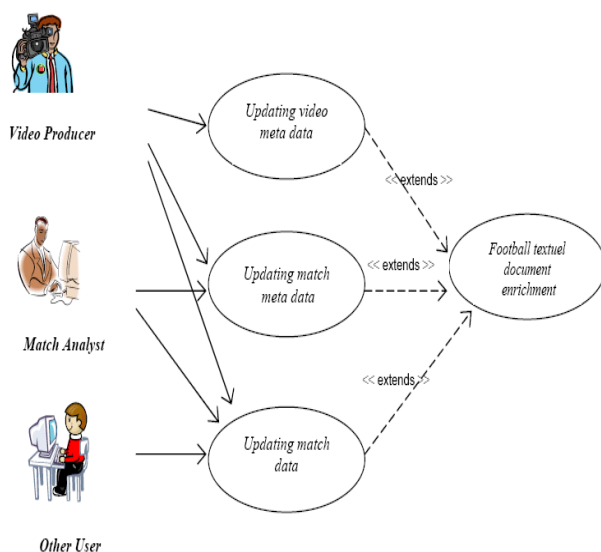 Video Producer
Updating video
meta data
<< extends >>
Match Analyst
Updating match
meta data
<< extends >>
Football textuel
document
enrichment
Other User
Updating match
data
<< extends >>